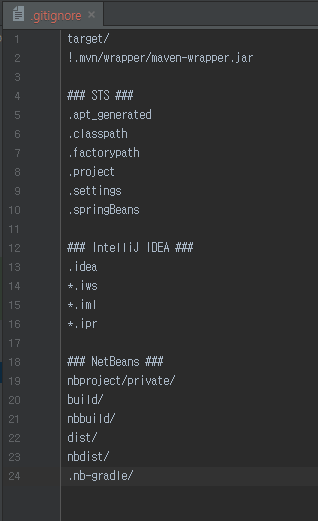 .gitignore
1 target/
2 !.mvn/wrapper/maven-wrapper.jar
3
4 ### STS ###
5 .apt_generated
6 .classpath
7 .factorypath
8 .project
9 .settings
10 .springBeans
11
12 ### IntelliJ IDEA ###
13 .idea
14 *.iws
15 *.iml
16 *.ipr
17
18 ### NetBeans ###
19 nbproject/private/
20 build/
21 nbbuild/
22 dist/
23 nbdist/
24 .nb-gradle/